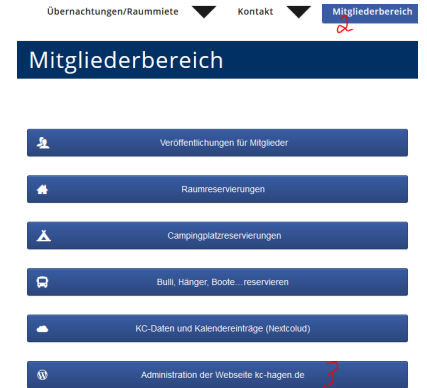 Übernachtungen/Raummiete Kontakt Mitgliederbereich
2
Mitgliederbereich
Veröffentlichungen für Mitglieder
Raumreservierungen
Campingplatzreservierungen
Bulli, Hänger, Boote...reservieren
KC-Daten und Kalendereinträge (Nextcolud)
Administration der Webseite kc-hagen.de 3